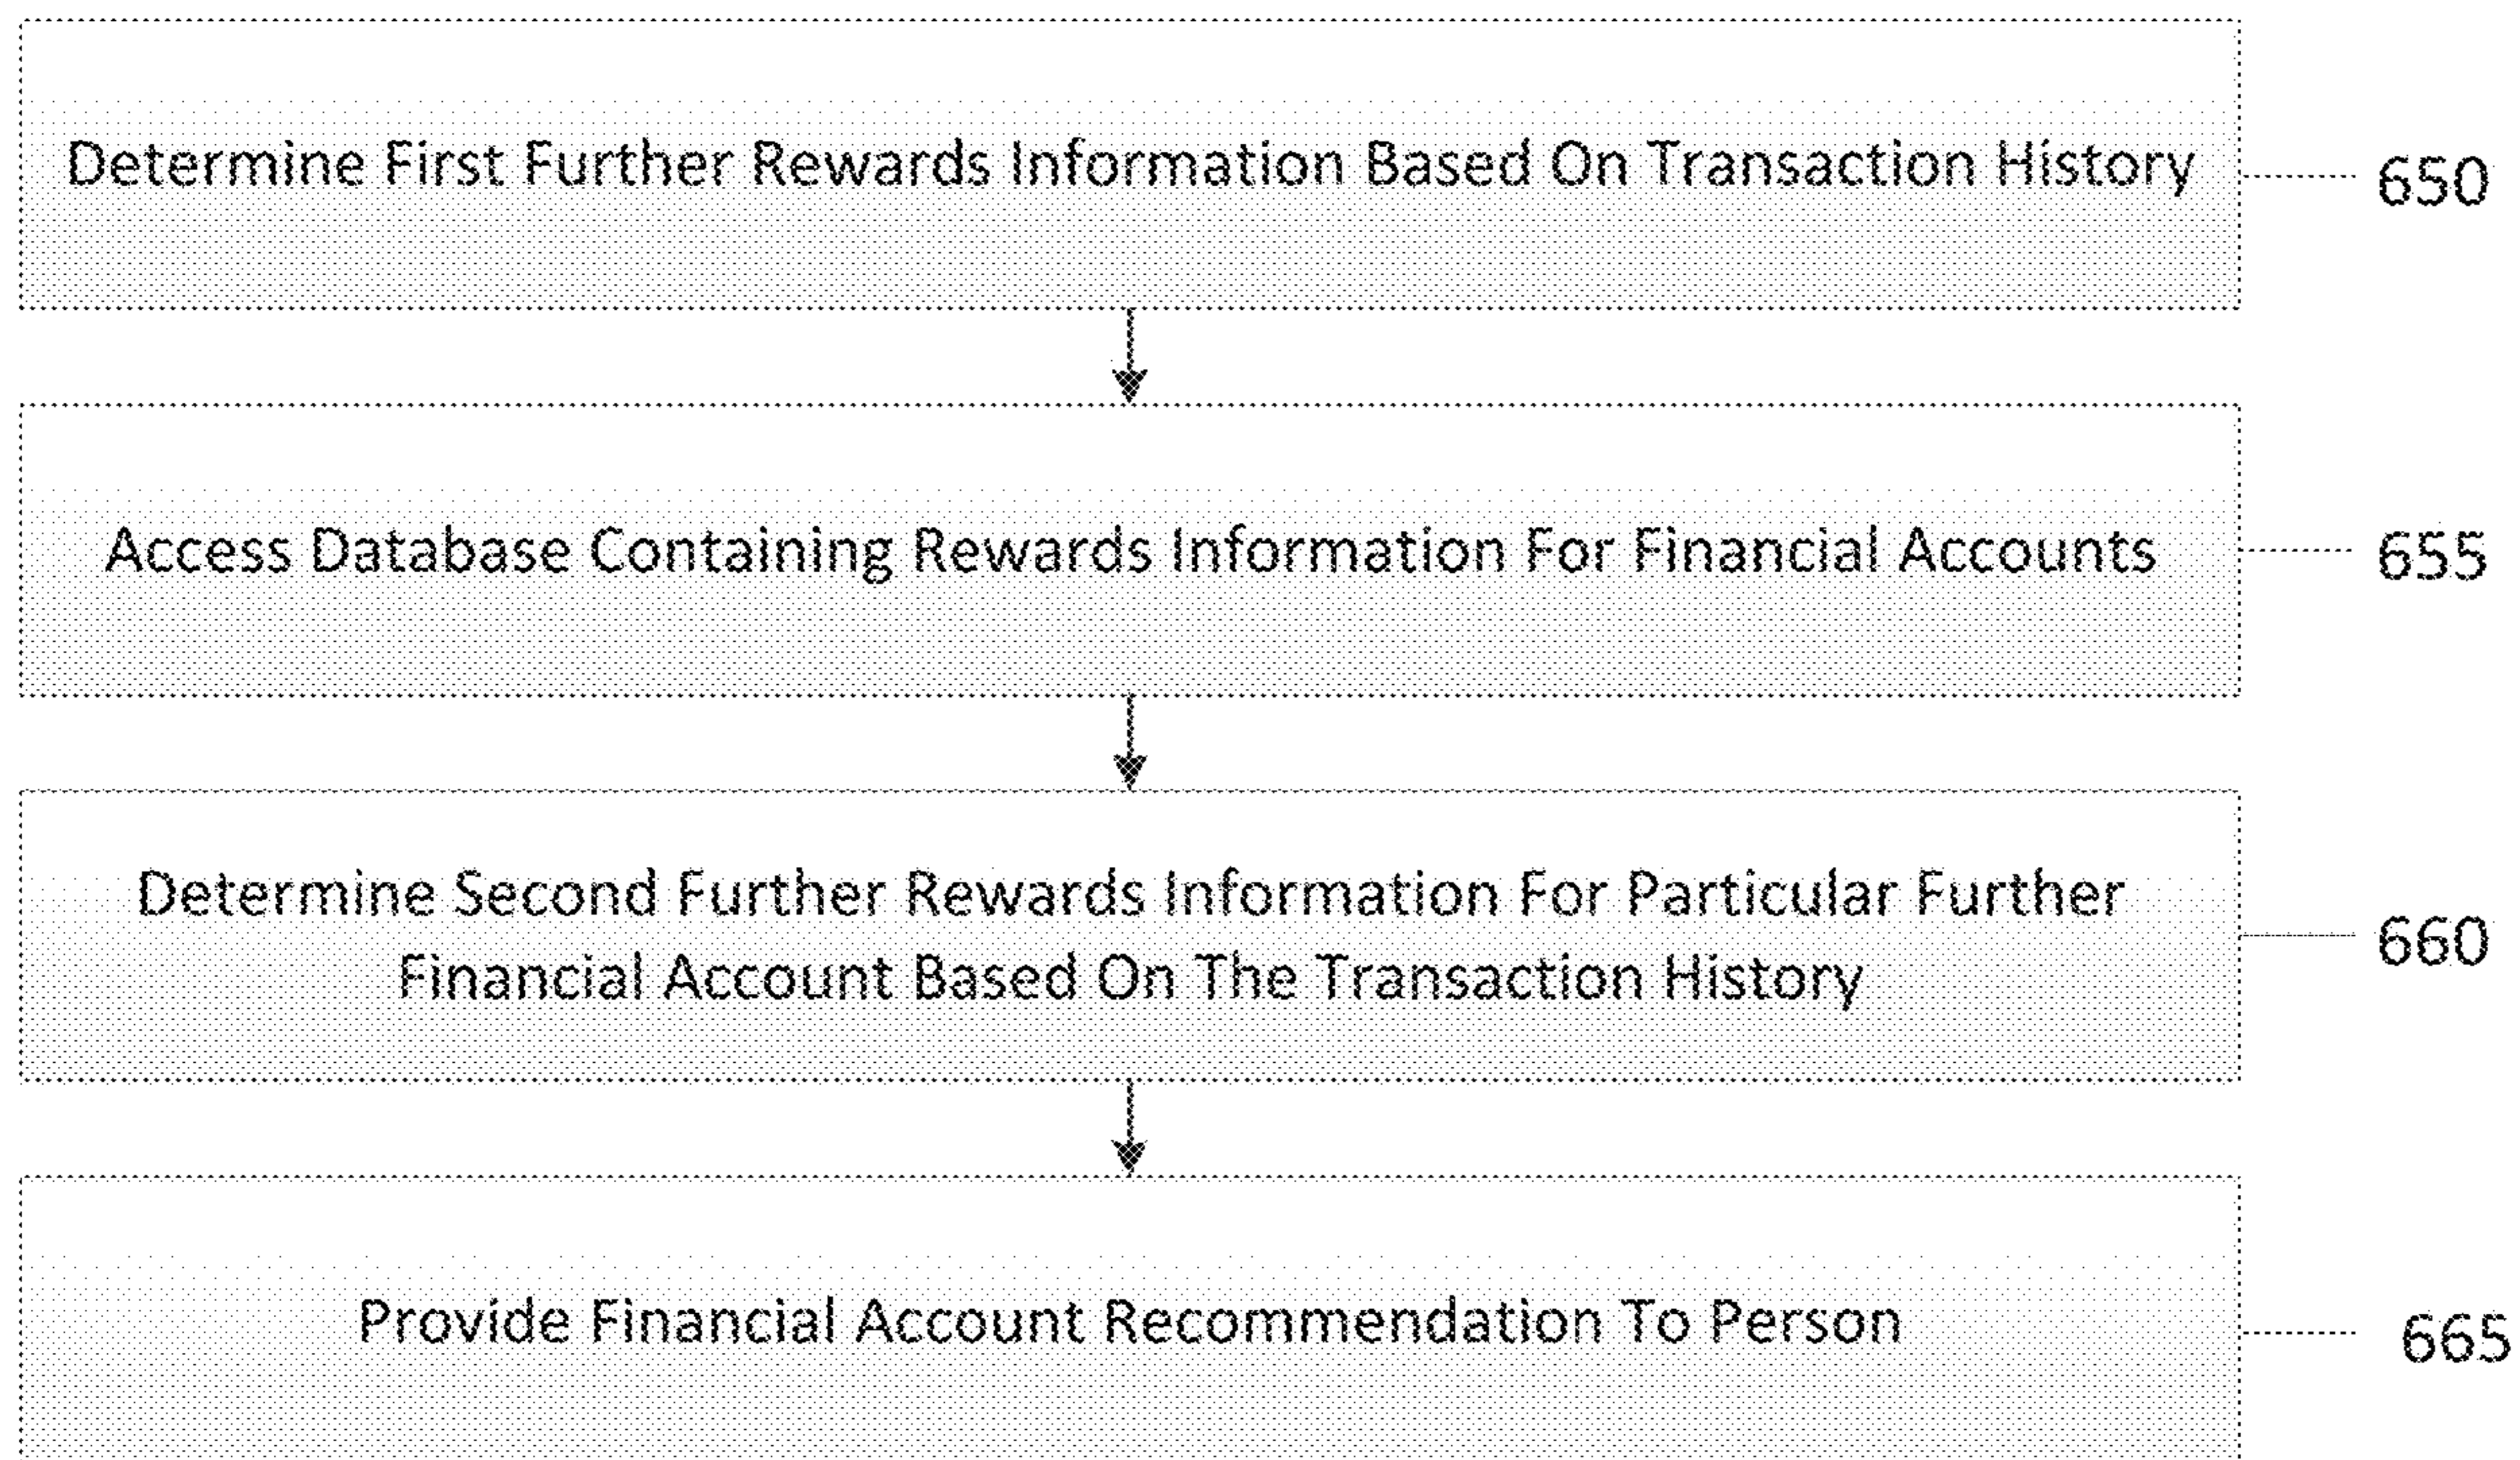 Determine First Further Rewards Information Based On Transaction History
650
Access Database Containing Rewards Information For Financial Accounts
655
Determine Second Further Rewards Information For Particular Further
Financial Account Based On The Transaction History
660
Provide Financial Account Recommendation To Person
665